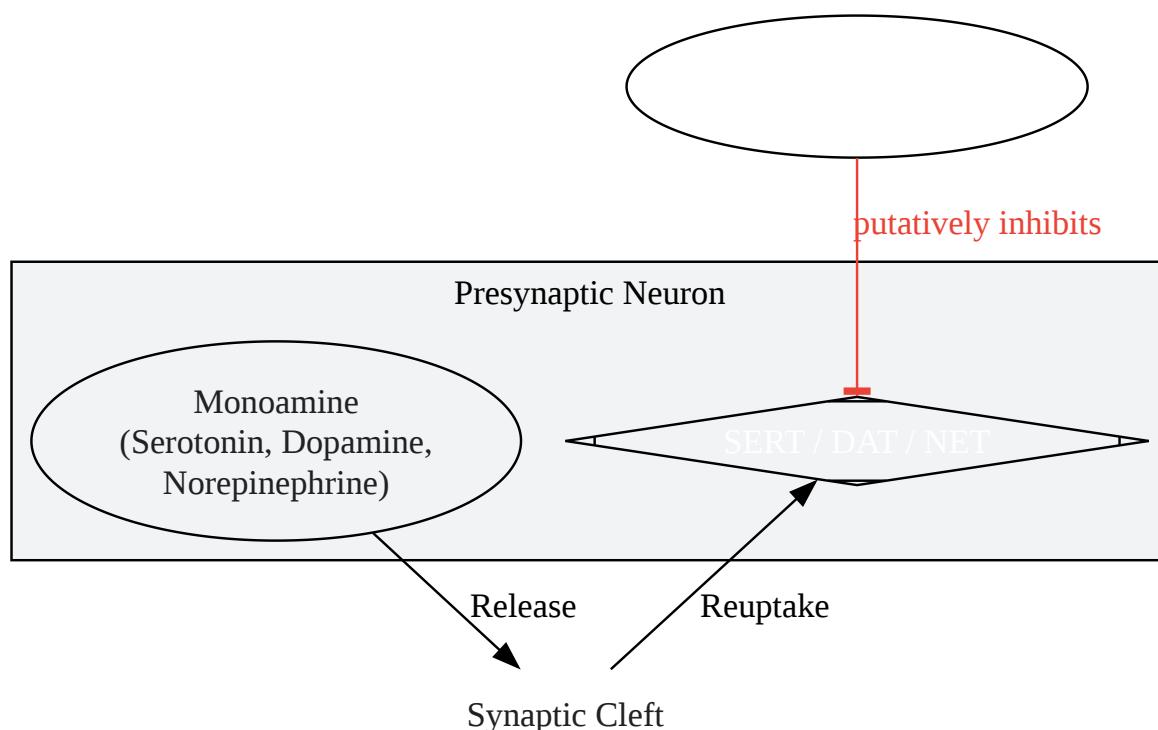 putatively inhibits
Presynaptic Neuron
Monoamine
(Serotonin, Dopamine,
Norepinephrine)
SERT / DAT / NET
Release
Reuptake
Synaptic Cleft